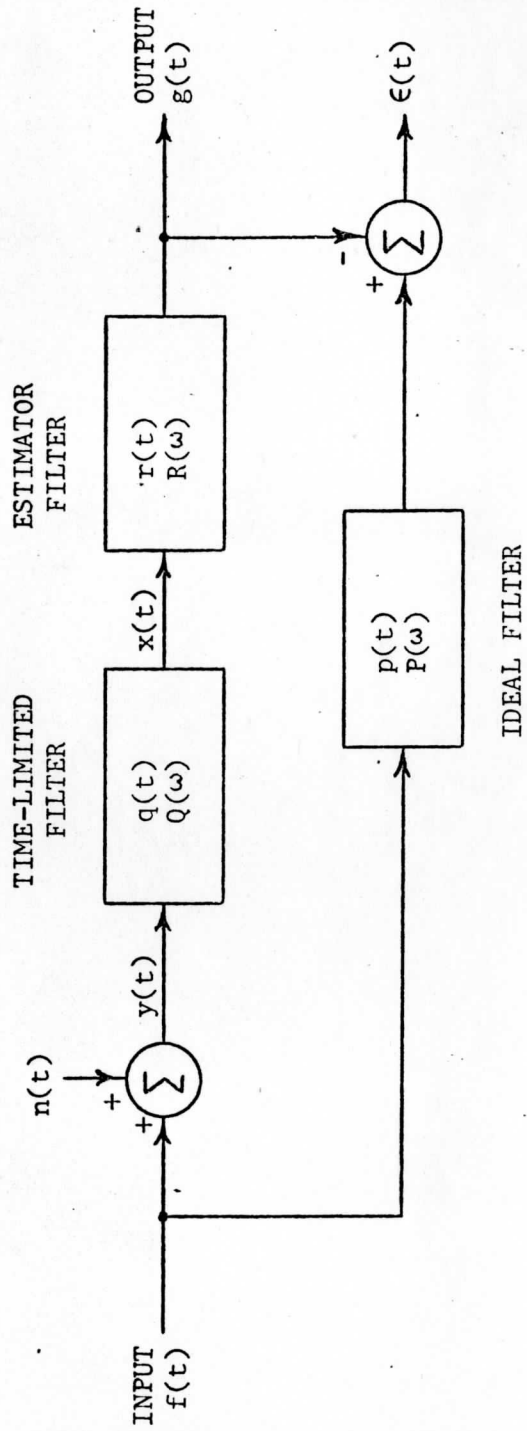 INPUT
f(t)
n(t)
+
+
Σ
y(t)
TIME-LIMITED
FILTER
q(t)
Q(ω)
x(t)
ESTIMATOR
FILTER
r(t)
R(ω)
OUTPUT
g(t)
p(t)
P(ω)
IDEAL FILTER
-
+
Σ
ϵ(t)